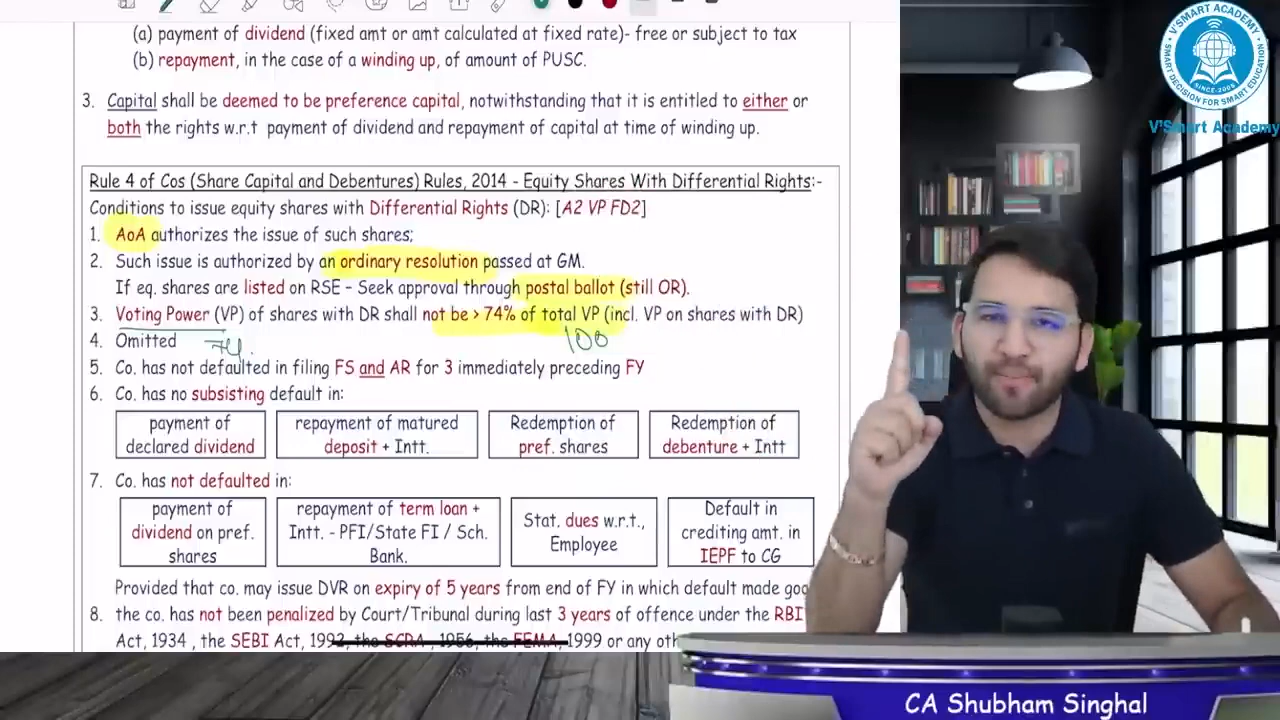 (a) payment of dividend (fixed amt or amt calculated at fixed rate)- free or subject to tax
(b) repayment, in the case of a winding up, of amount of PUSC.
3. Capital shall be deemed to be preference capital, notwithstanding that it is entitled to either or
both the rights w.r.t payment of dividend and repayment of capital at time of winding up.
Rule 4 of Cos (Share Capital and Debentures) Rules, 2014 - Equity Shares With Differential Rights:-
Conditions to issue equity shares with Differential Rights (DR): [A2 VP FD2]
1. AoA authorizes the issue of such shares;
2. Such issue is authorized by an ordinary resolution passed at GM.
If eq. shares are listed on RSE – Seek approval through postal ballot (still OR).
3. Voting Power (VP) of shares with DR shall not be > 74% of total VP (incl. VP on shares with DR)
74.
100
4. Omitted
5. Co. has not defaulted in filing FS and AR for 3 immediately preceding FY
6. Co. has no subsisting default in:
payment of
declared dividend
repayment of matured
deposit + Intt.
Redemption of
pref. shares
Redemption of
debenture + Intt
7. Co. has not defaulted in:
payment of
dividend on pref.
shares
repayment of term loan +
Intt. - PFI/State FI / Sch.
Bank.
Stat. dues w.r.t.,
Employee
Default in
crediting amt. in
IEPF to CG
Provided that co. may issue DVR on expiry of 5 years from end of FY in which default made goo
8. the co. has not been penalized by Court/Tribunal during last 3 years of offence under the RBI
Act, 1934 , the SEBI Act, 1992, the SCRA , 1956, the FEMA, 1999 or any oth
V'SMART ACADEMY
SMART DECISION FOR SMART EDUCATION
SINCE-2005
V'Smart Academy
CA Shubham Singhal